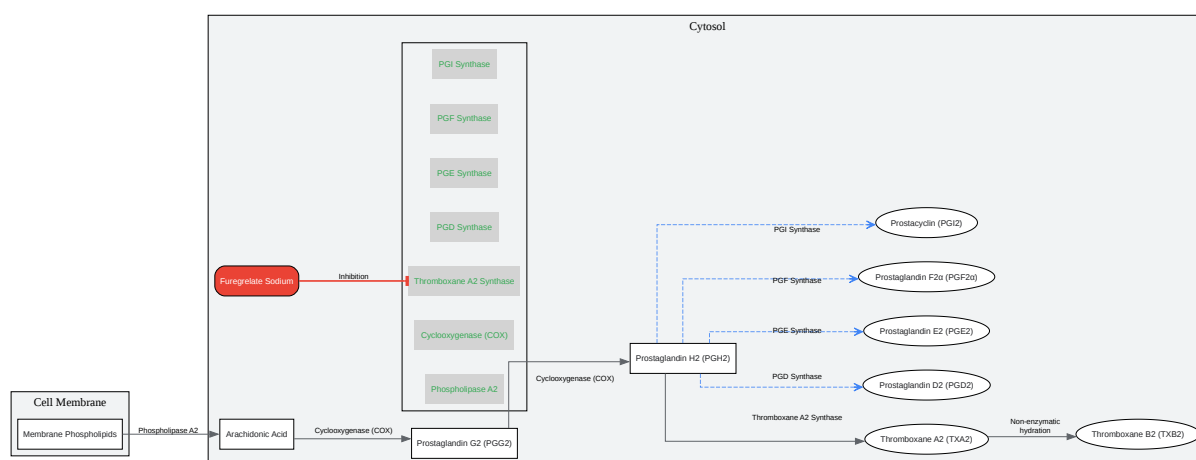 Cytosol
PGI Synthase
PGF Synthase
PGE Synthase
PGD Synthase
Prostacyclin (PGI2)
PGI Synthase
Furegrelate Sodium
Inhibition
Thromboxane A2 Synthase
PGF Synthase
Prostaglandin F2α (PGF2α)
Cyclooxygenase (COX)
PGE Synthase
Prostaglandin E2 (PGE2)
Prostaglandin H2 (PGH2)
Cyclooxygenase (COX)
Phospholipase A2
PGD Synthase
Prostaglandin D2 (PGD2)
Cell Membrane
Membrane Phospholipids
Phospholipase A2
Arachidonic Acid
Cyclooxygenase (COX)
Prostaglandin G2 (PGG2)
Thromboxane A2 Synthase
Thromboxane A2 (TXA2)
Non-enzymatic
hydration
Thromboxane B2 (TXB2)